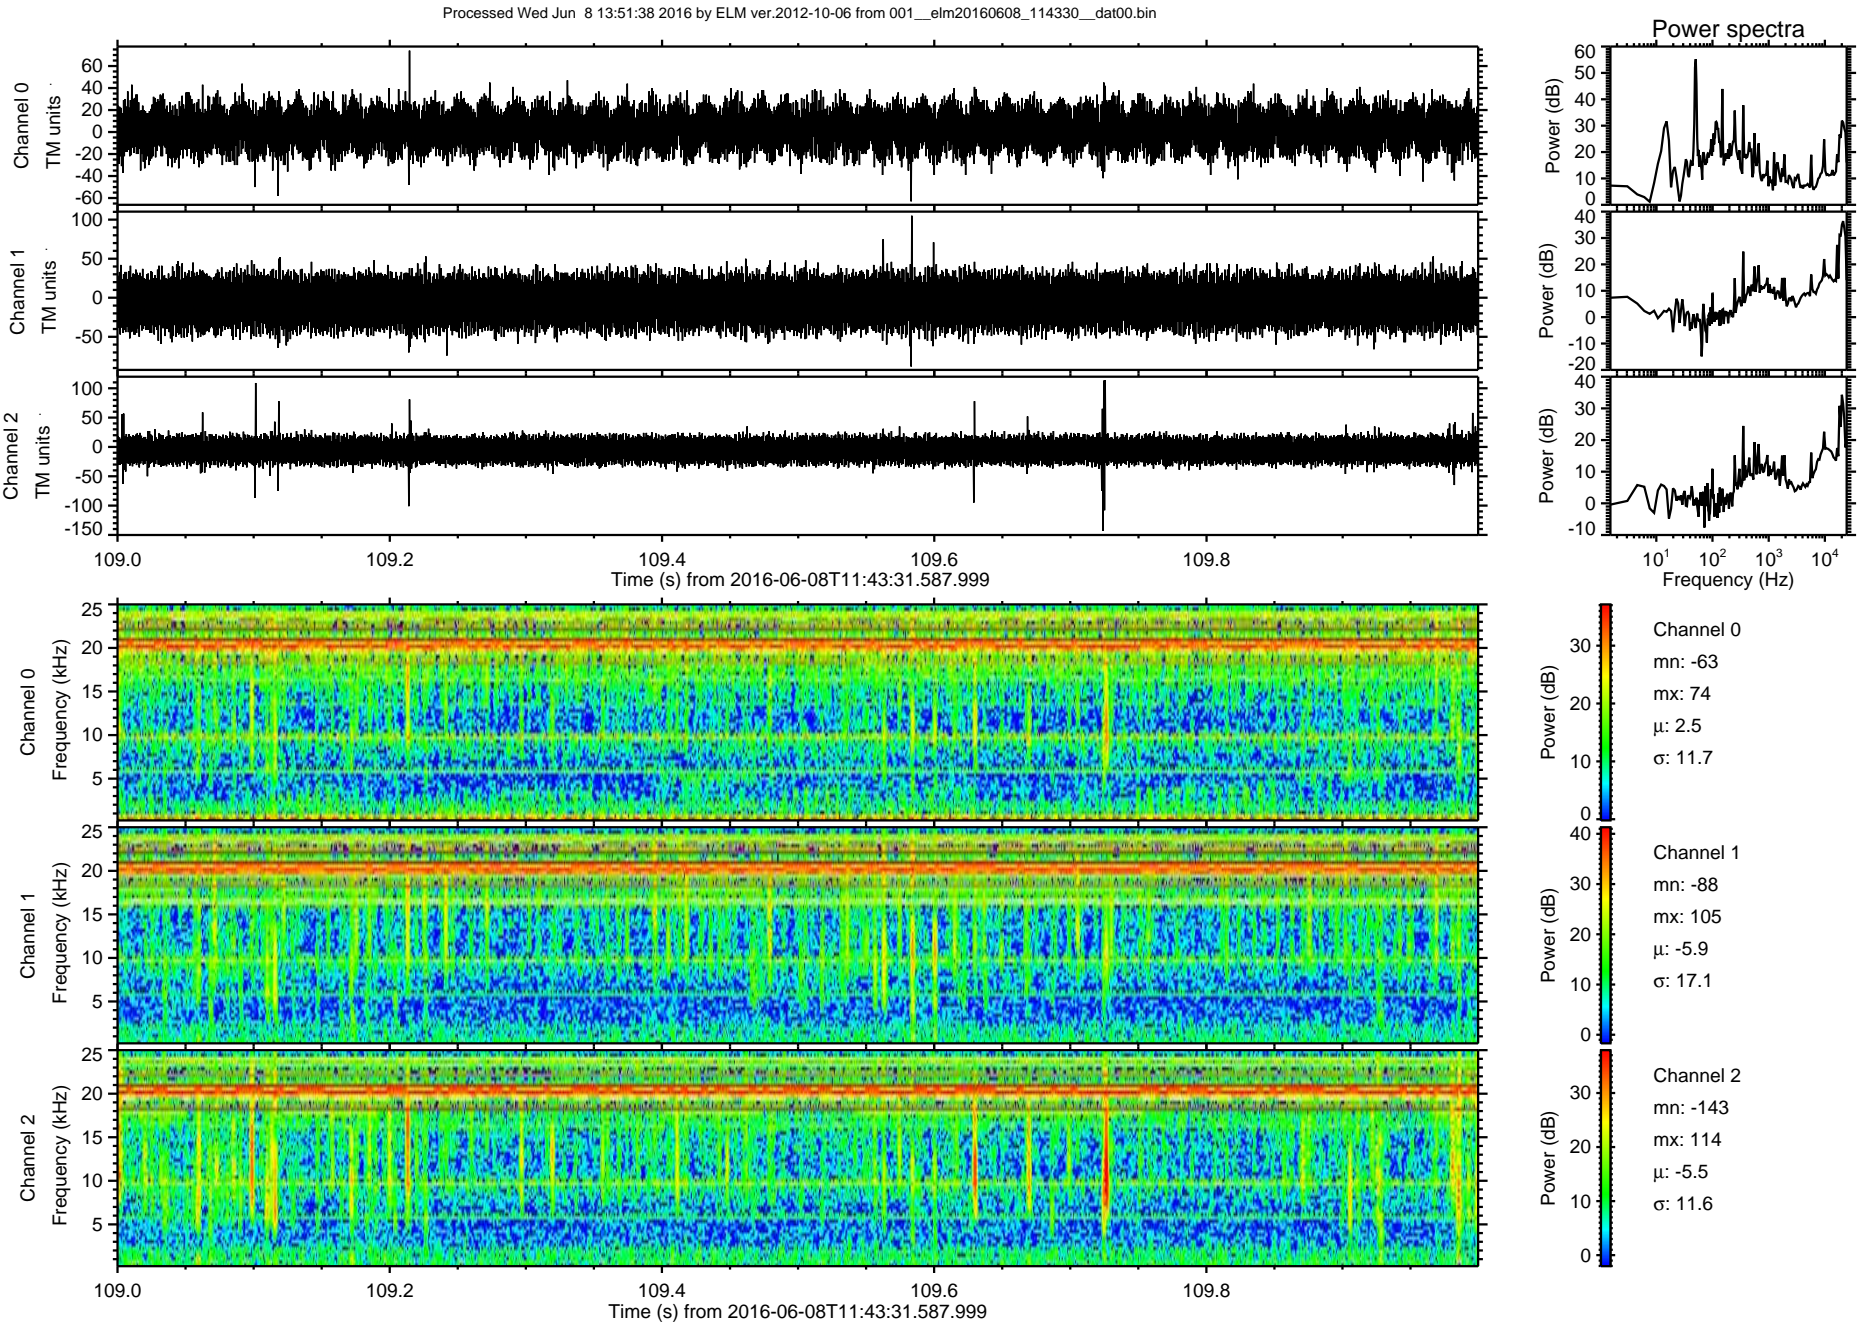 Processed Wed Jun  8 13:51:38 2016 by ELM ver.2012-10-06 from 001__elm20160608_114330__dat00.bin
Power spectra
Channel 0
TM units
60
40
20
0
-20
-40
-60
Power (dB)
60
50
40
30
20
10
0
Channel 1
TM units
100
50
0
-50
Power (dB)
40
30
20
10
0
-10
-20
Channel 2
TM units
100
50
0
-50
-100
-150
Power (dB)
40
30
20
10
0
-10
109.0 109.2 109.4 109.6 109.8
Time (s) from 2016-06-08T11:43:31.587.999
10¹ 10² 10³ 10⁴
Frequency (Hz)
Channel 0
Frequency (kHz)
25
20
15
10
5
Power (dB)
30
20
10
0
Channel 0
mn: -63
mx: 74
μ: 2.5
σ: 11.7
Channel 1
Frequency (kHz)
25
20
15
10
5
Power (dB)
40
30
20
10
0
Channel 1
mn: -88
mx: 105
μ: -5.9
σ: 17.1
Channel 2
Frequency (kHz)
25
20
15
10
5
Power (dB)
30
20
10
0
Channel 2
mn: -143
mx: 114
μ: -5.5
σ: 11.6
109.0 109.2 109.4 109.6 109.8
Time (s) from 2016-06-08T11:43:31.587.999